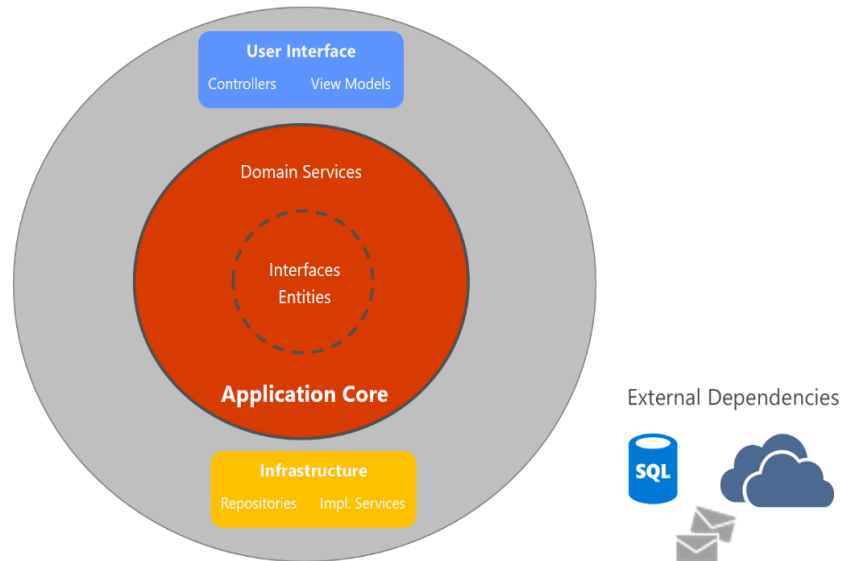 User Interface
Controllers View Models
Domain Services
Interfaces
Entities
Application Core
Infrastructure
Repositories Impl. Services
External Dependencies
SQL